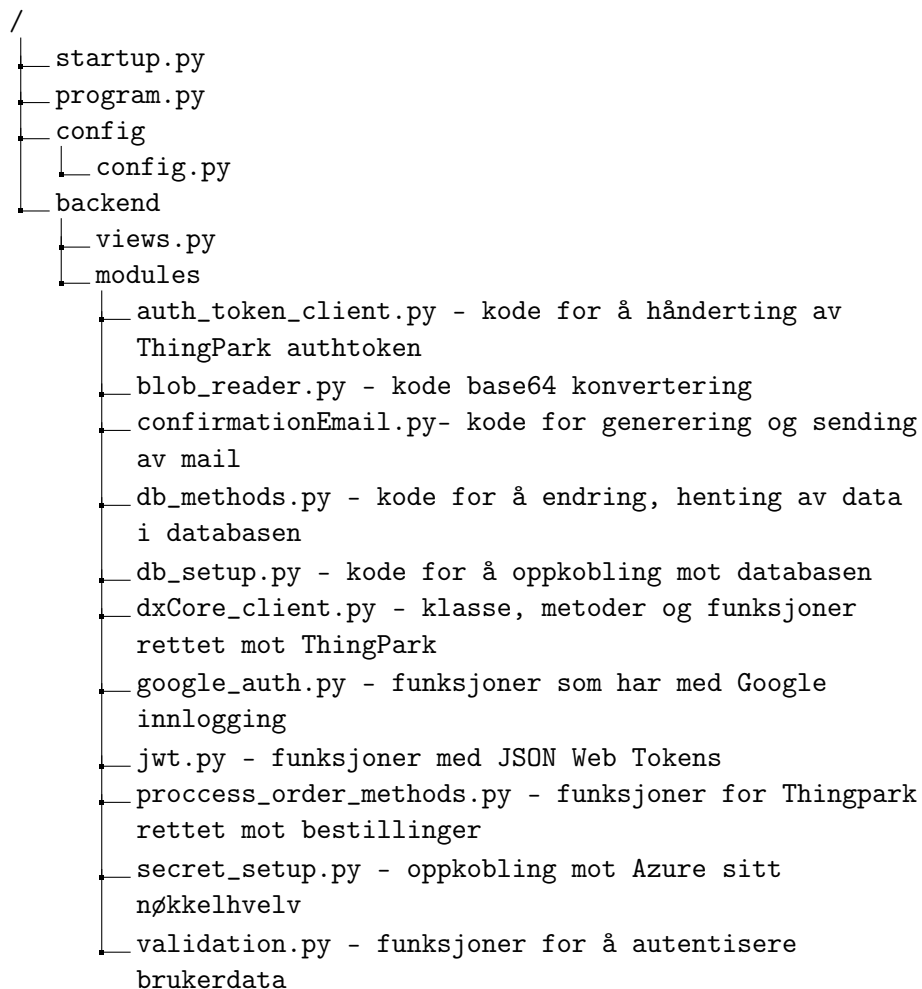 /
startup.py
program.py
config
config.py
backend
views.py
modules
auth_token_client.py - kode for å hånderting av
ThingPark authtoken
blob_reader.py - kode base64 konvertering
confirmationEmail.py- kode for generering og sending
av mail
db_methods.py - kode for å endring, henting av data
i databasen
db_setup.py - kode for å oppkobling mot databasen
dxCore_client.py - klasse, metoder og funksjoner
rettet mot ThingPark
google_auth.py - funksjoner som har med Google
innlogging
jwt.py - funksjoner med JSON Web Tokens
proccess_order_methods.py - funksjoner for Thingpark
rettet mot bestillinger
secret_setup.py - oppkobling mot Azure sitt
nøkkelhvelv
validation.py - funksjoner for å autentisere
brukerdata